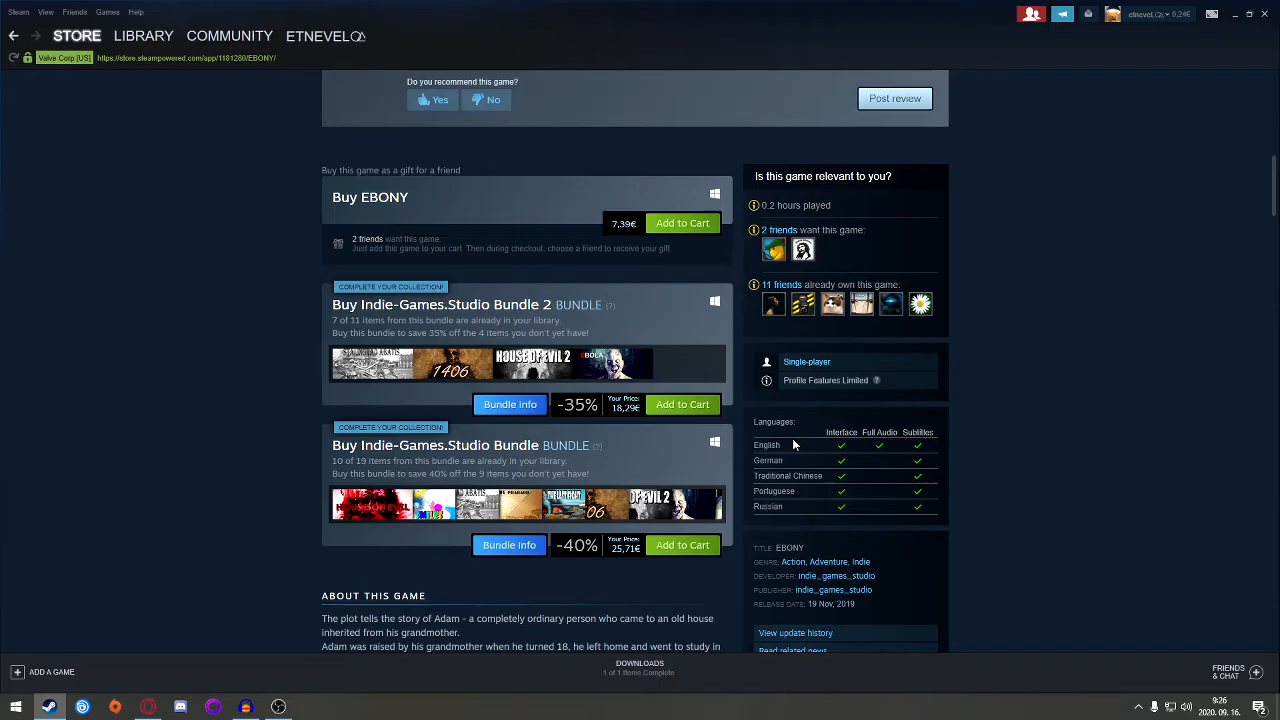 Steam View Friends Games Help
etnevel 0,24€
STORE LIBRARY COMMUNITY ETNEVEL
Valve Corp [US] https://store.steampowered.com/app/1181280/EBONY/
Do you recommend this game?
Yes No
Post review
Buy this game as a gift for a friend
Buy EBONY
7,39€ Add to Cart
2 friends want this game.
Just add this game to your cart. Then during checkout, choose a friend to receive your gift.
COMPLETE YOUR COLLECTION!
Buy Indie-Games.Studio Bundle 2 BUNDLE (?)
7 of 11 items from this bundle are already in your library.
Buy this bundle to save 35% off the 4 items you don't yet have!
1406 HOUSE OF EVIL 2 EBOLA
Bundle info -35% Your Price: 18,29€ Add to Cart
COMPLETE YOUR COLLECTION!
Buy Indie-Games.Studio Bundle BUNDLE (?)
10 of 19 items from this bundle are already in your library.
Buy this bundle to save 40% off the 9 items you don't yet have!
Bundle info -40% Your Price: 25,71€ Add to Cart
ABOUT THIS GAME
The plot tells the story of Adam - a completely ordinary person who came to an old house
inherited from his grandmother.
Adam was raised by his grandmother when he turned 18, he left home and went to study in
Is this game relevant to you?
0.2 hours played
2 friends want this game:
11 friends already own this game:
Single-player
Profile Features Limited ?
Languages:
Interface Full Audio Subtitles
English
German
Traditional Chinese
Portuguese
Russian
TITLE: EBONY
GENRE: Action, Adventure, Indie
DEVELOPER: indie_games_studio
PUBLISHER: indie_games_studio
RELEASE DATE: 19 Nov, 2019
View update history
Read related news
ADD A GAME
DOWNLOADS
1 of 1 Items Complete
FRIENDS
& CHAT
9:26
2020. 09. 16.